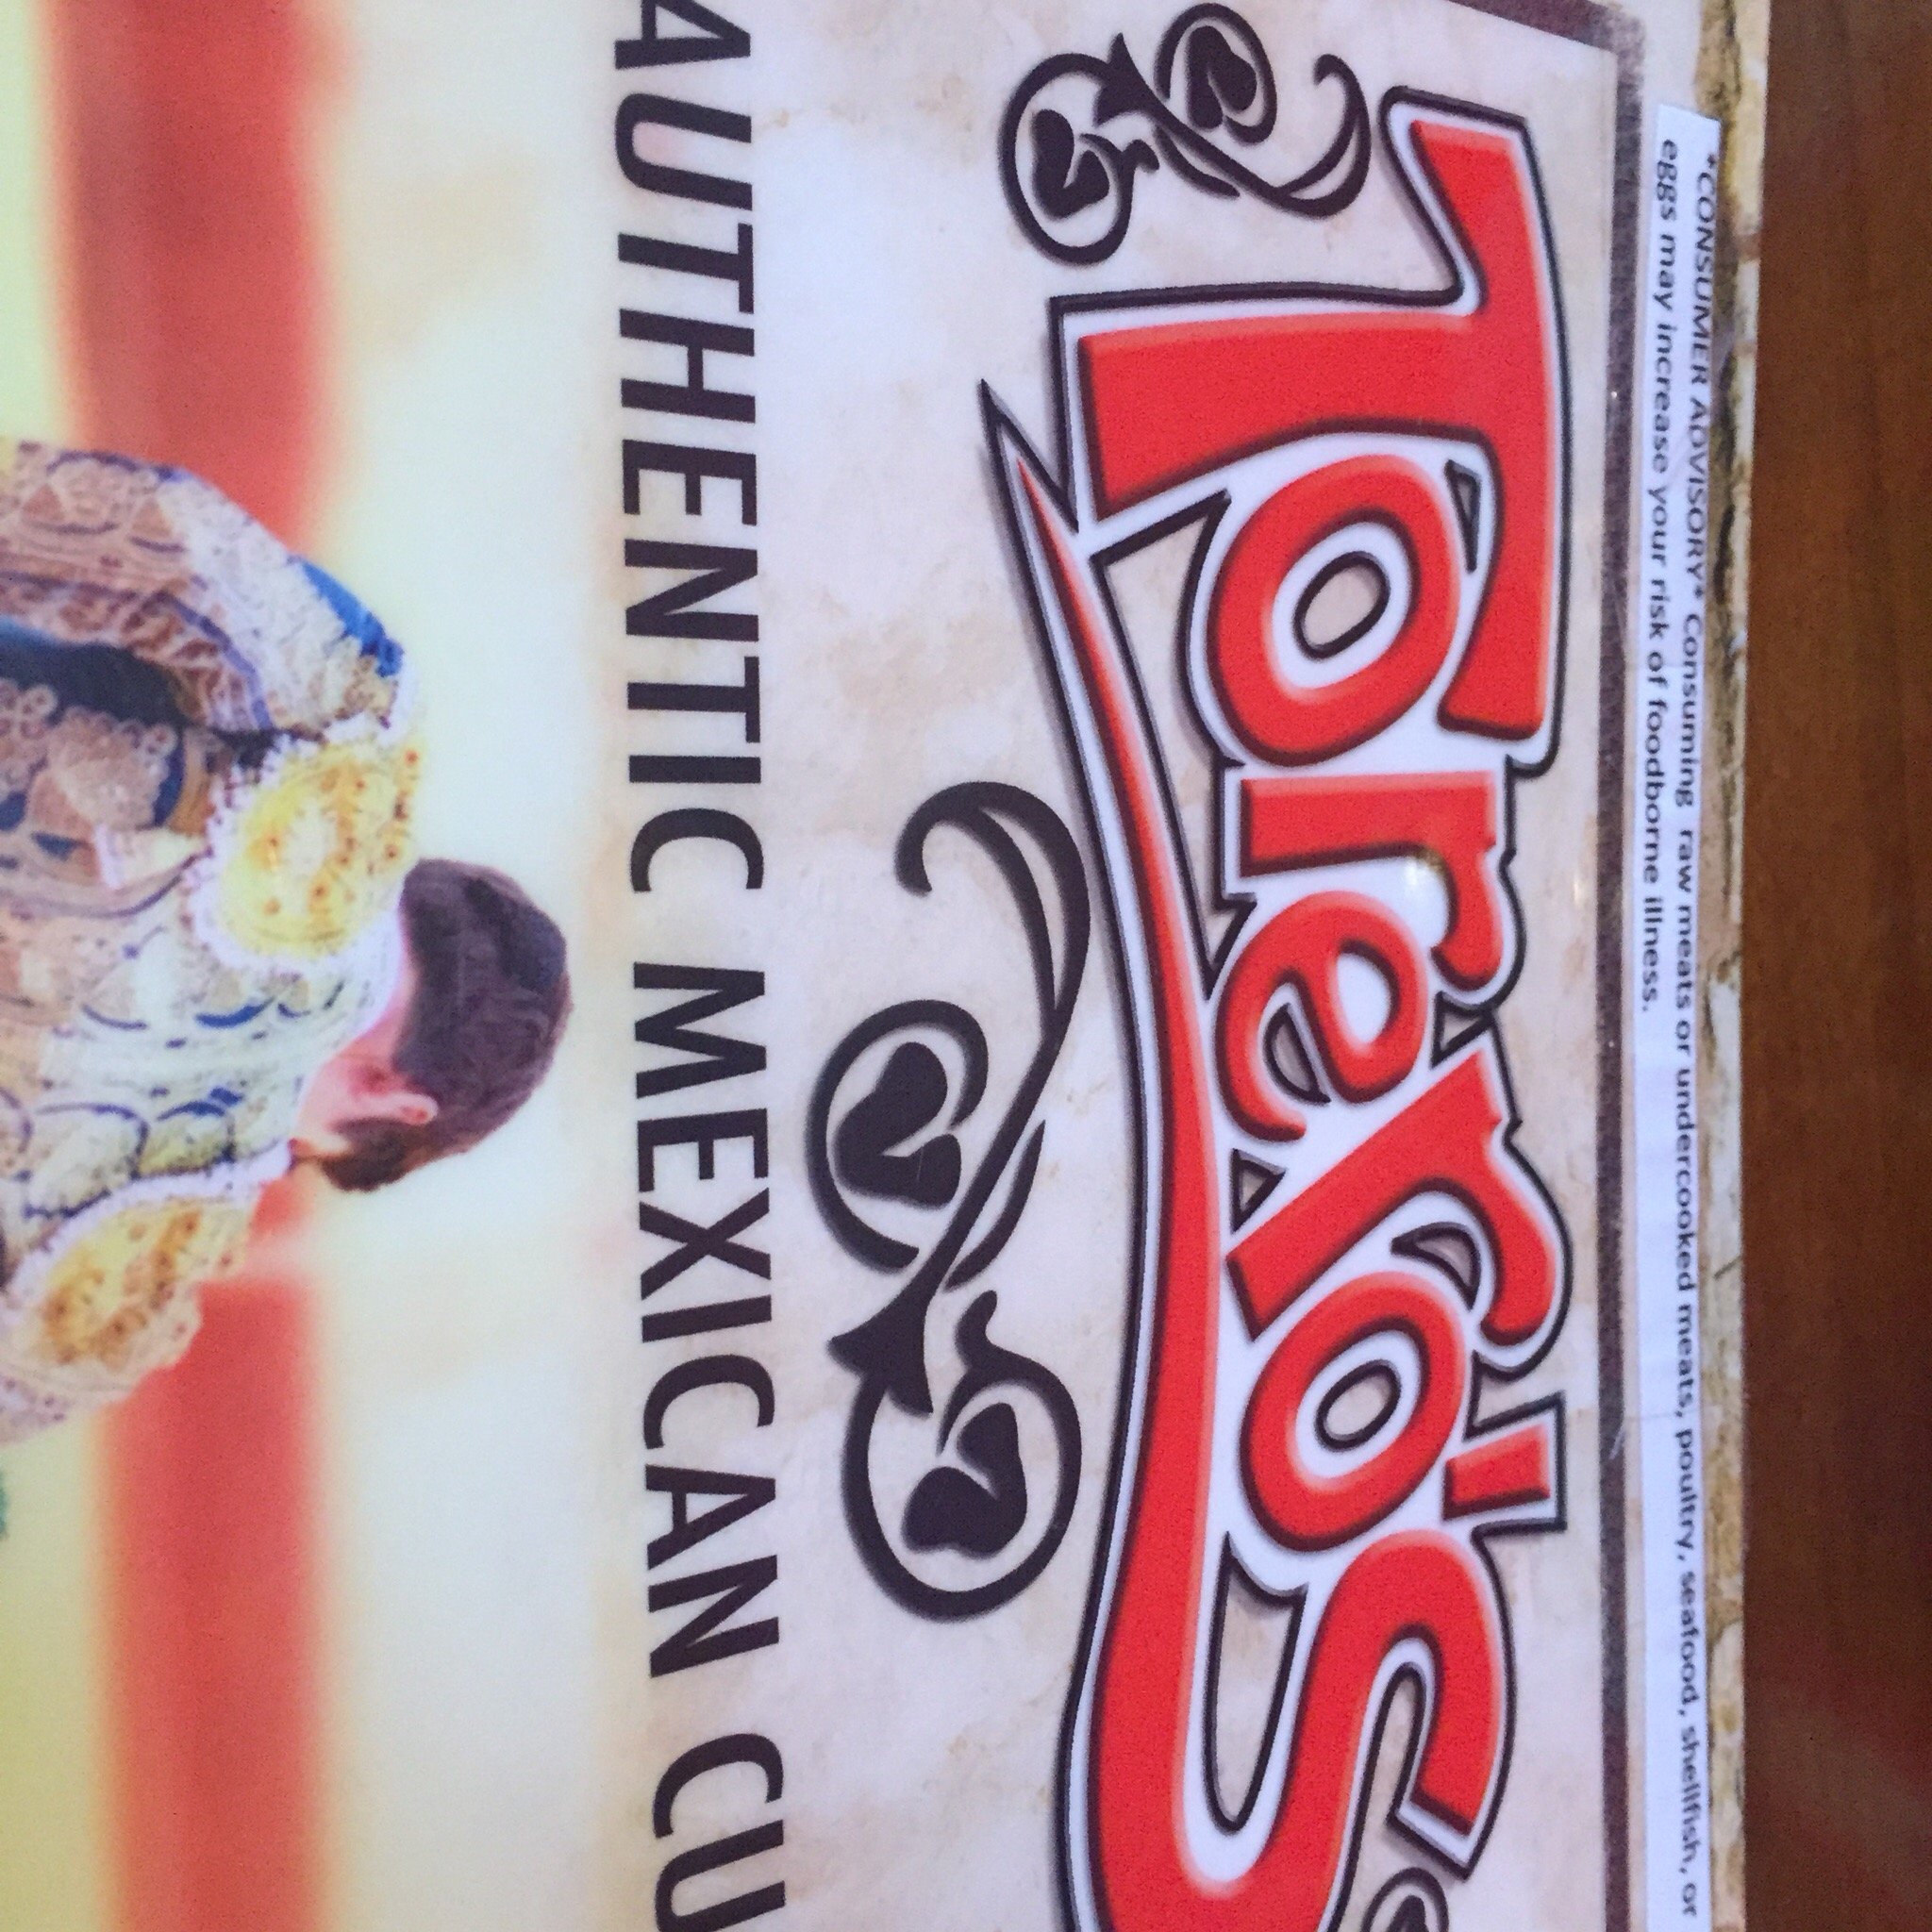 *CONSUMER ADVISORY* Consuming raw meats or undercooked meats, poultry, seafood, shellfish, or
eggs may increase your risk of foodborne illness.
Torero's
AUTHENTIC MEXICAN CU